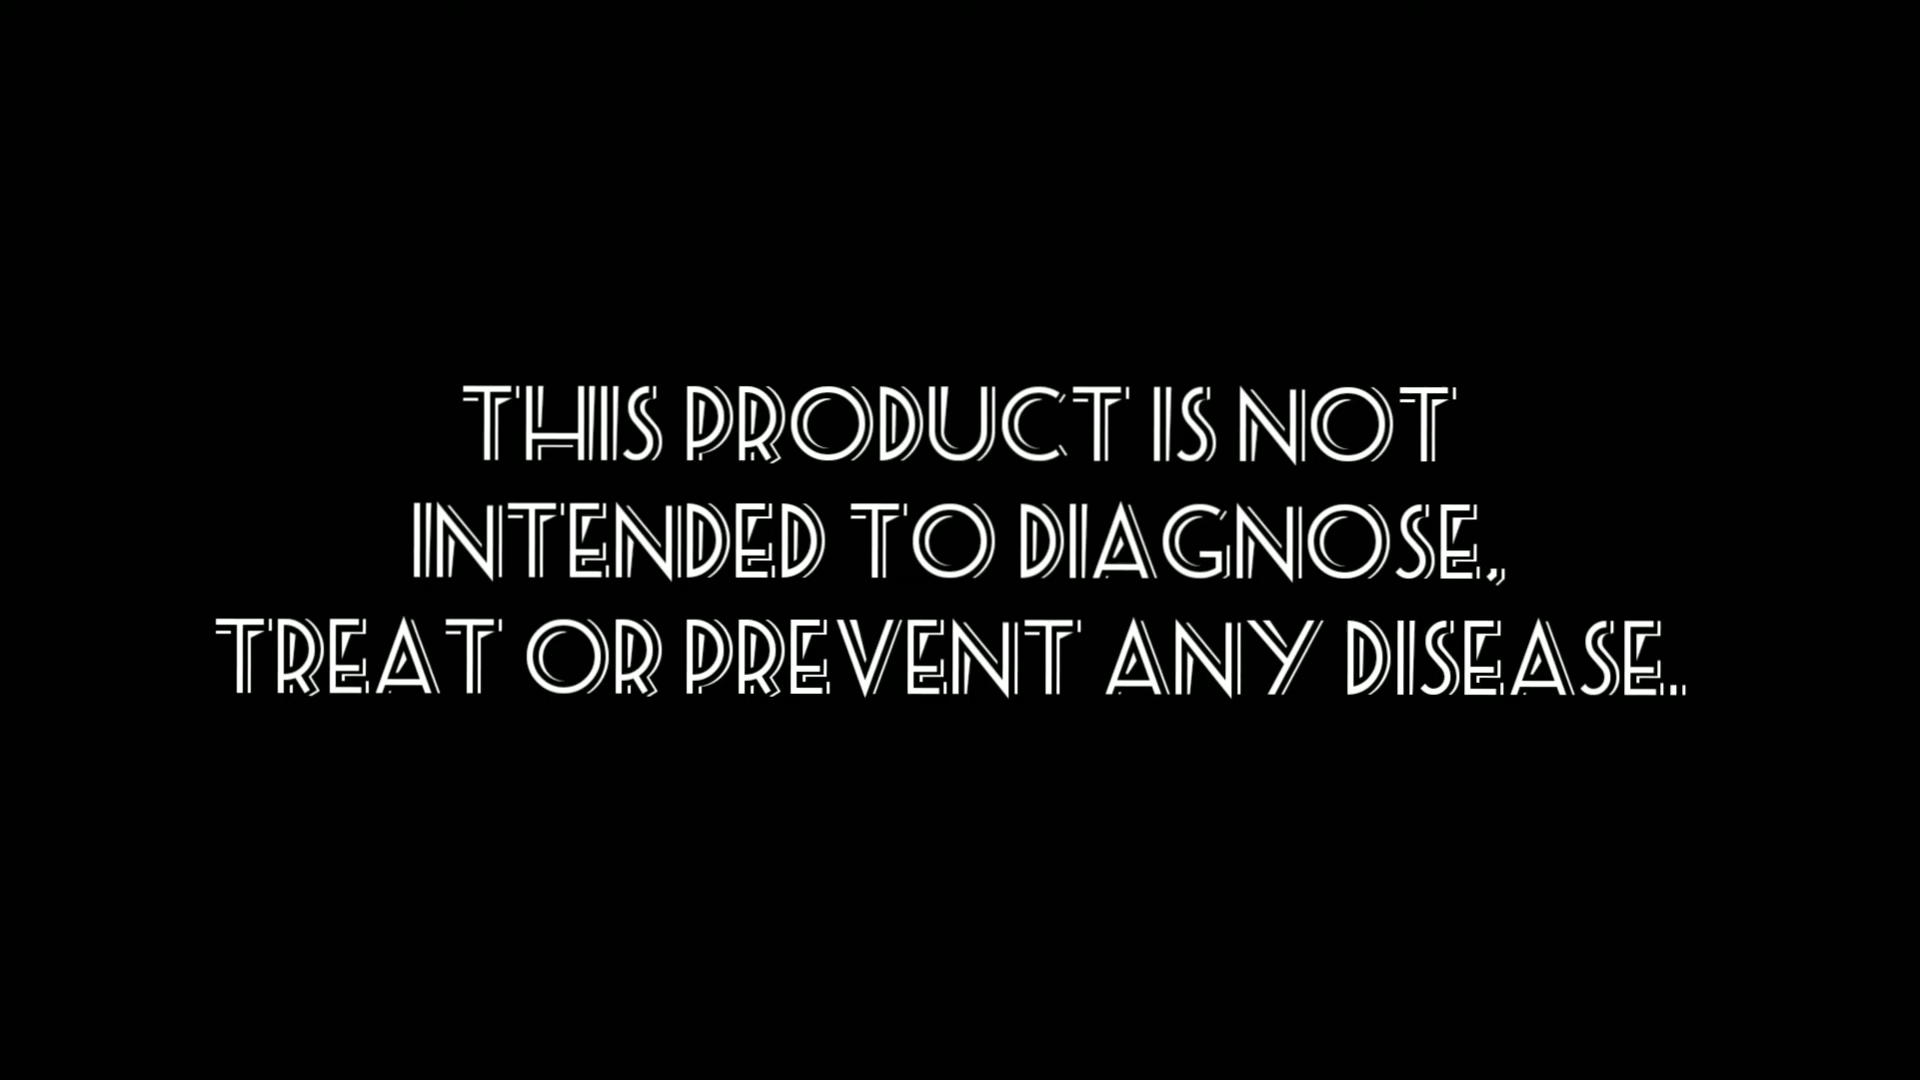 THIS PRODUCT IS NOT
INTENDED TO DIAGNOSE,
TREAT OR PREVENT ANY DISEASE.